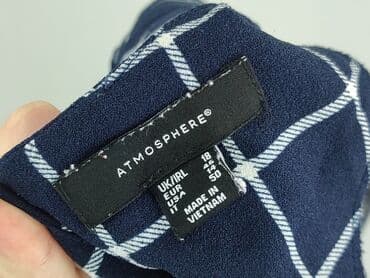 ATMOSPHERE®
UK/IRL 18
EUR 46
USA 14
IT 50
MADE IN
VIETNAM